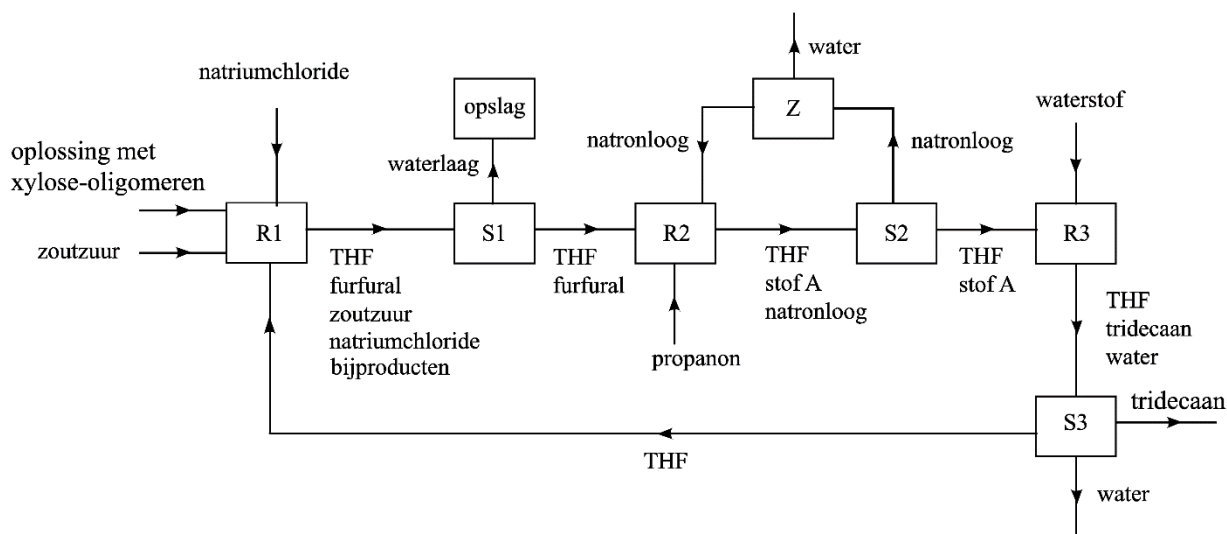 water
natriumchloride
opslag
Z
waterstof
oplossing met
xylose-oligomeren
waterlaag
natronloog
natronloog
zoutzuur
R1
S1
R2
S2
R3
THF
furfural
zoutzuur
natriumchloride
bijproducten
THF
furfural
THF
stof A
natronloog
THF
stof A
propanon
THF
tridecaan
water
S3
tridecaan
THF
water